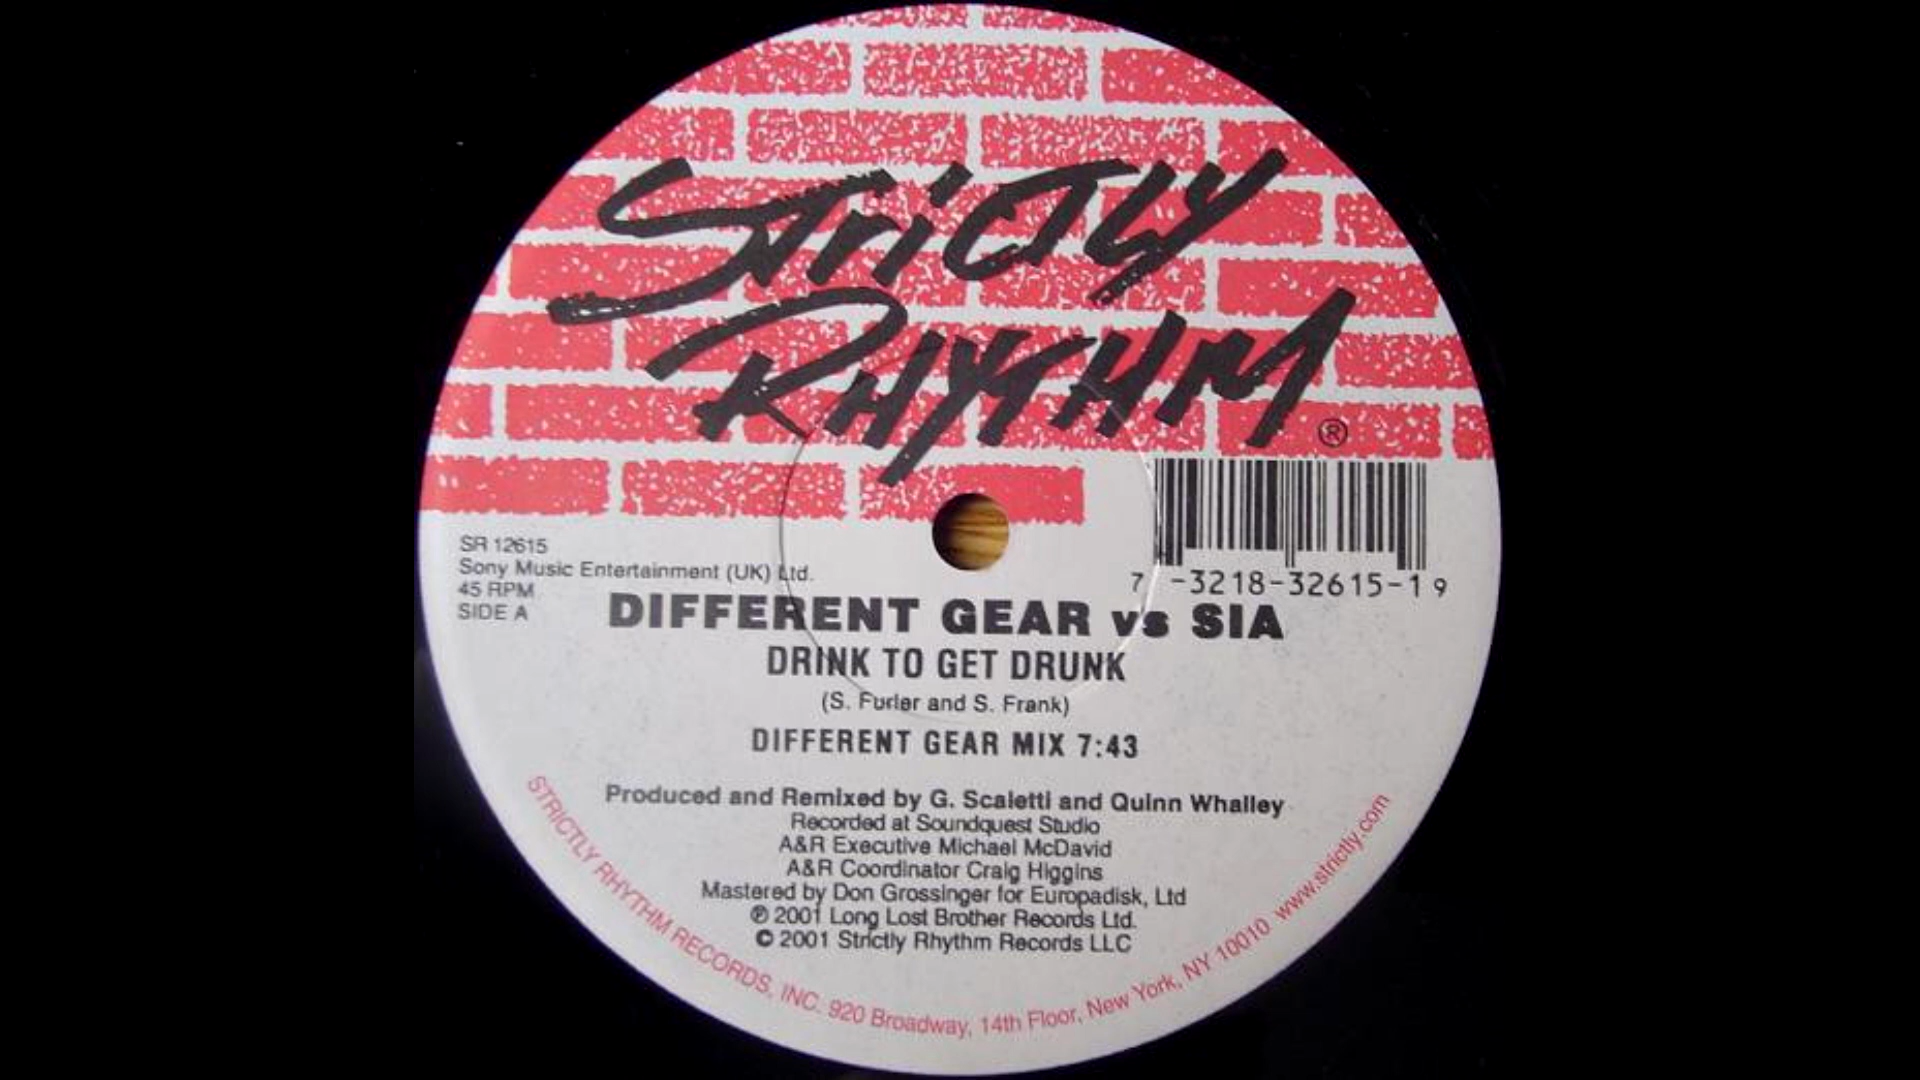 Strictly
Rhythm
®
SR 12615
Sony Music Entertainment (UK) Ltd.
45 RPM
SIDE A
7 -3218-32615-1 9
DIFFERENT GEAR vs SIA
DRINK TO GET DRUNK
(S. Furler and S. Frank)
DIFFERENT GEAR MIX 7:43
Produced and Remixed by G. Scaletti and Quinn Whalley
Recorded at Soundquest Studio
A&R Executive Michael McDavid
A&R Coordinator Craig Higgins
Mastered by Don Grossinger for Europadisk, Ltd
℗ 2001 Long Lost Brother Records Ltd.
© 2001 Strictly Rhythm Records LLC
STRICTLY RHYTHM RECORDS, INC. 920 Broadway, 14th Floor, New York, NY 10010 www.strictly.com